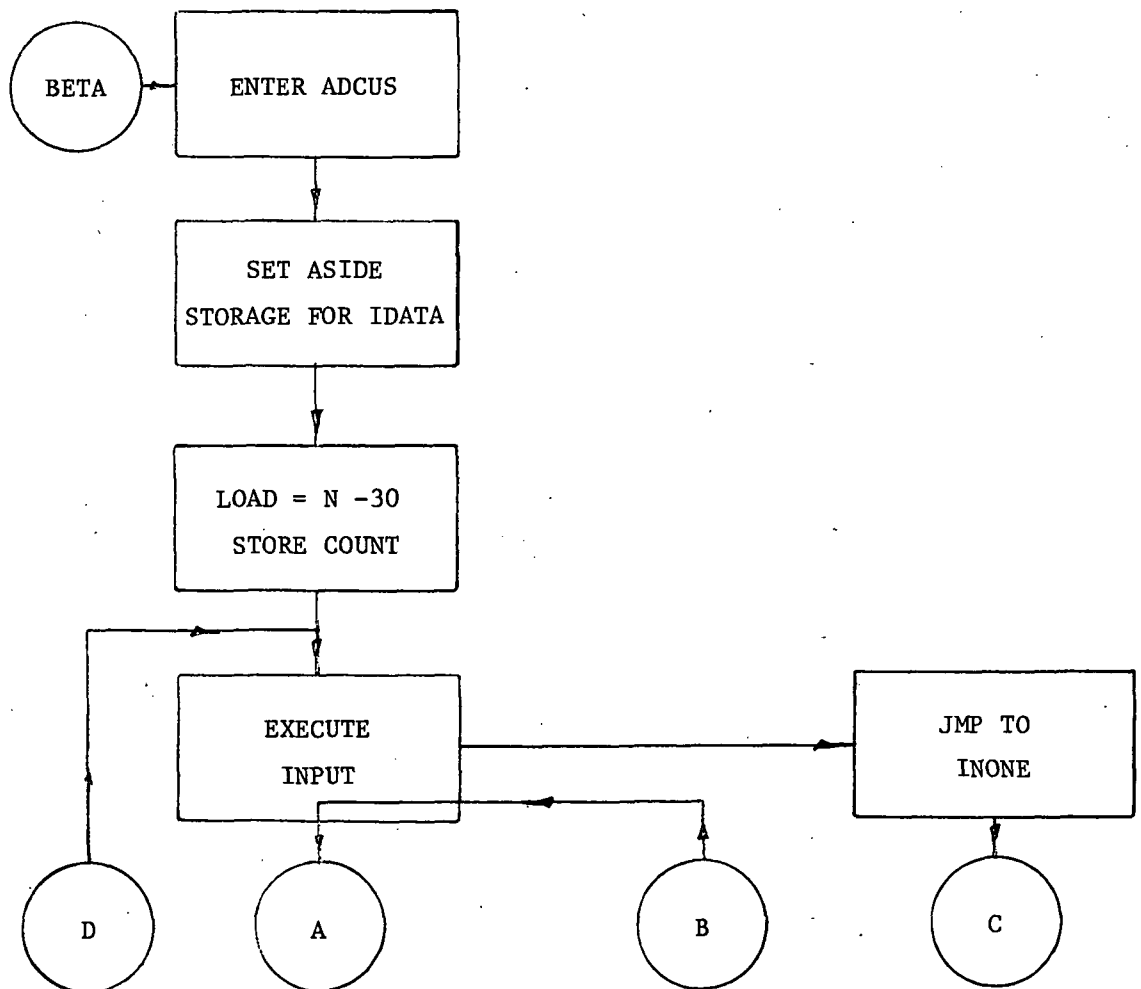 BETA
ENTER ADCUS
SET ASIDE
STORAGE FOR IDATA
LOAD = N -30
STORE COUNT
EXECUTE
INPUT
JMP TO
INONE
D
A
B
C